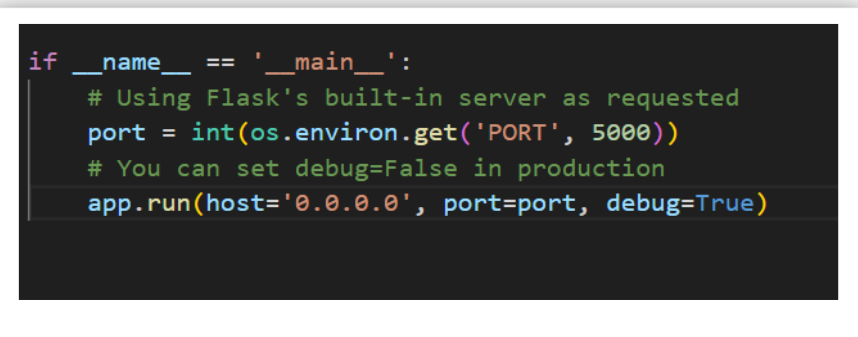 if __name__ == '__main__':
    # Using Flask's built-in server as requested
    port = int(os.environ.get('PORT', 5000))
    # You can set debug=False in production
    app.run(host='0.0.0.0', port=port, debug=True)